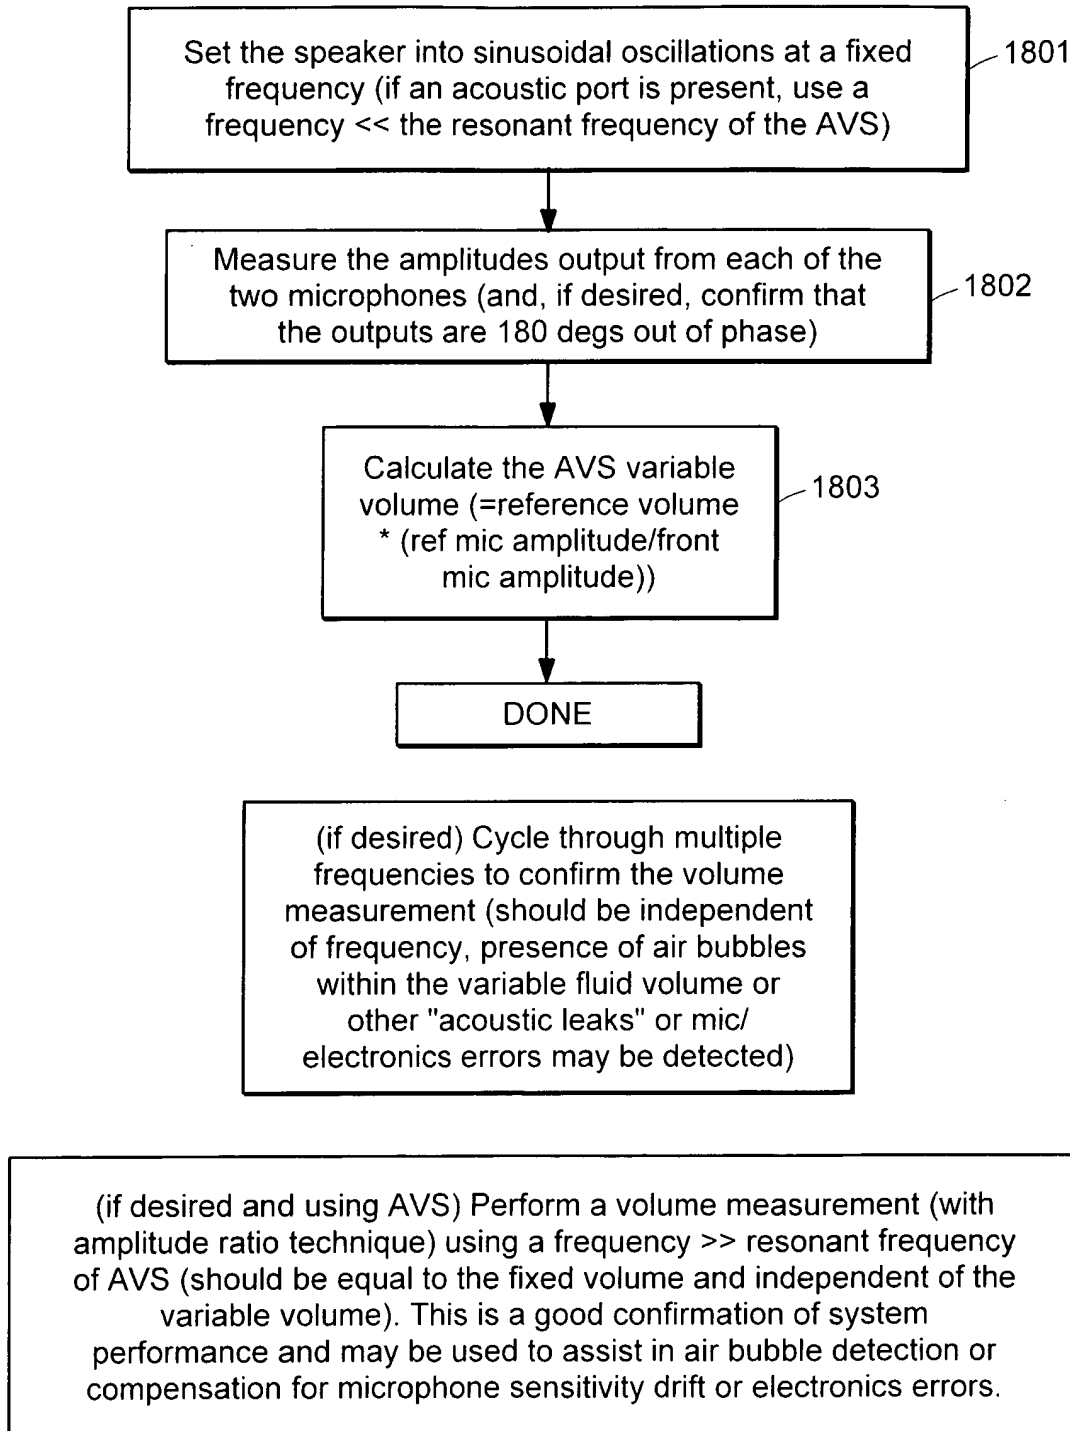 Set the speaker into sinusoidal oscillations at a fixed
frequency (if an acoustic port is present, use a
frequency << the resonant frequency of the AVS)
1801
Measure the amplitudes output from each of the
two microphones (and, if desired, confirm that
the outputs are 180 degs out of phase)
1802
Calculate the AVS variable
volume (=reference volume
* (ref mic amplitude/front
mic amplitude))
1803
DONE
(if desired) Cycle through multiple
frequencies to confirm the volume
measurement (should be independent
of frequency, presence of air bubbles
within the variable fluid volume or
other "acoustic leaks" or mic/
electronics errors may be detected)
(if desired and using AVS) Perform a volume measurement (with
amplitude ratio technique) using a frequency >> resonant frequency
of AVS (should be equal to the fixed volume and independent of the
variable volume). This is a good confirmation of system
performance and may be used to assist in air bubble detection or
compensation for microphone sensitivity drift or electronics errors.